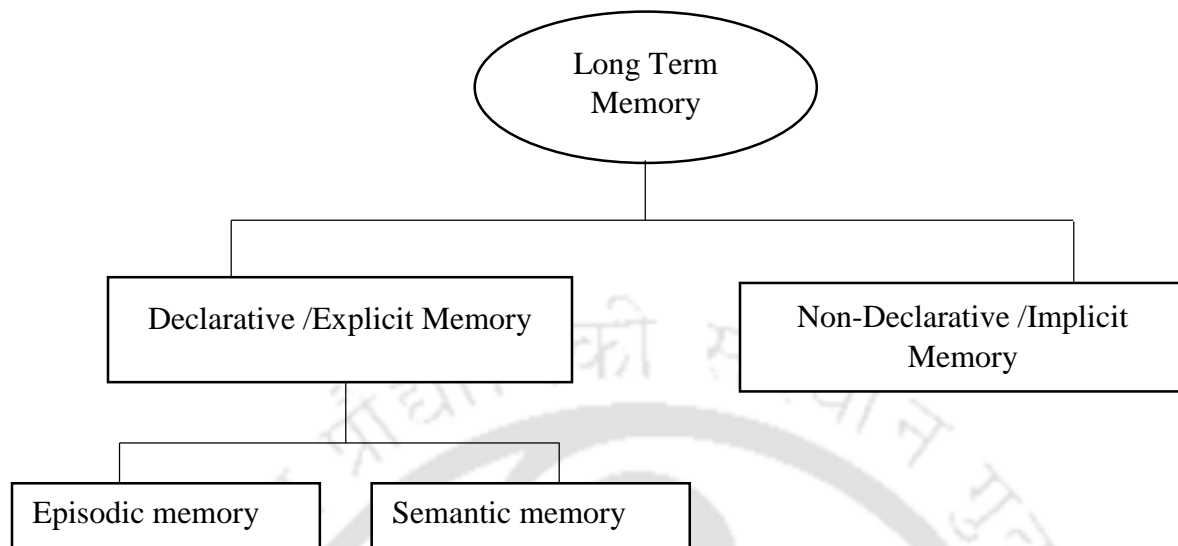 Long Term
Memory
Declarative /Explicit Memory
Non-Declarative /Implicit
Memory
Episodic memory
Semantic memory